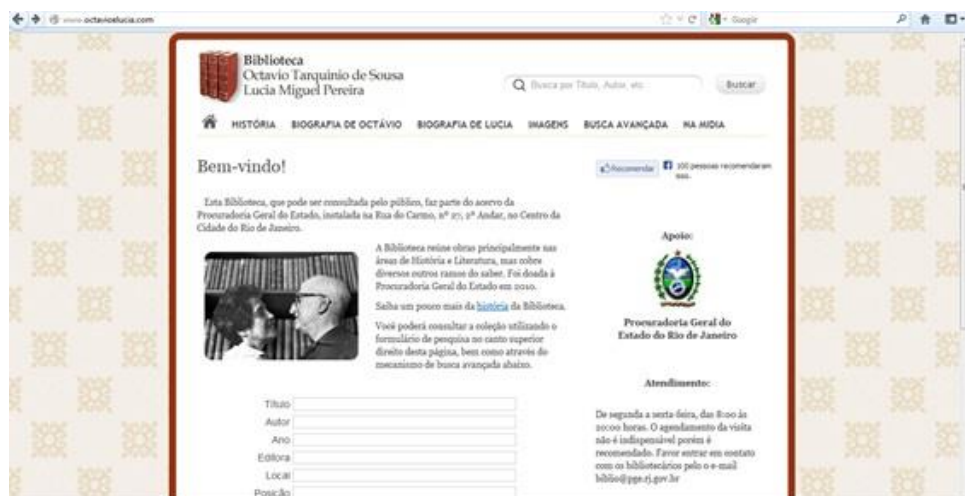 www.octavioelucia.com
Google
Biblioteca
Octavio Tarquinio de Sousa
Lucia Miguel Pereira
Busca por Título, Autor, etc.
Buscar
HISTÓRIA BIOGRAFIA DE OCTÁVIO BIOGRAFIA DE LUCIA IMAGENS BUSCA AVANÇADA NA MIDIA
Bem-vindo!
Recomendar
100 pessoas recomendaram
isso.
Esta Biblioteca, que pode ser consultada pelo público, faz parte do acervo da
Procuradoria Geral do Estado, instalada na Rua do Carmo, nº 27, 2º Andar, no Centro da
Cidade do Rio de Janeiro.
A Biblioteca reúne obras principalmente nas
áreas de História e Literatura, mas cobre
diversos outros ramos do saber. Foi doada à
Procuradoria Geral do Estado em 2010.
Saiba um pouco mais da história da Biblioteca.
Você poderá consultar a coleção utilizando o
formulário de pesquisa no canto superior
direito desta página, bem como através do
mecanismo de busca avançada abaixo.
Título
Autor
Ano
Editora
Local
Posição
Apoio:
Procuradoria Geral do
Estado do Rio de Janeiro
Atendimento:
De segunda a sexta feira, das 8:00 às
20:00 horas. O agendamento da visita
não é indispensável porém é
recomendado. Favor entrar em contato
com os bibliotecários pelo o e-mail
biblio@pge.rj.gov.br